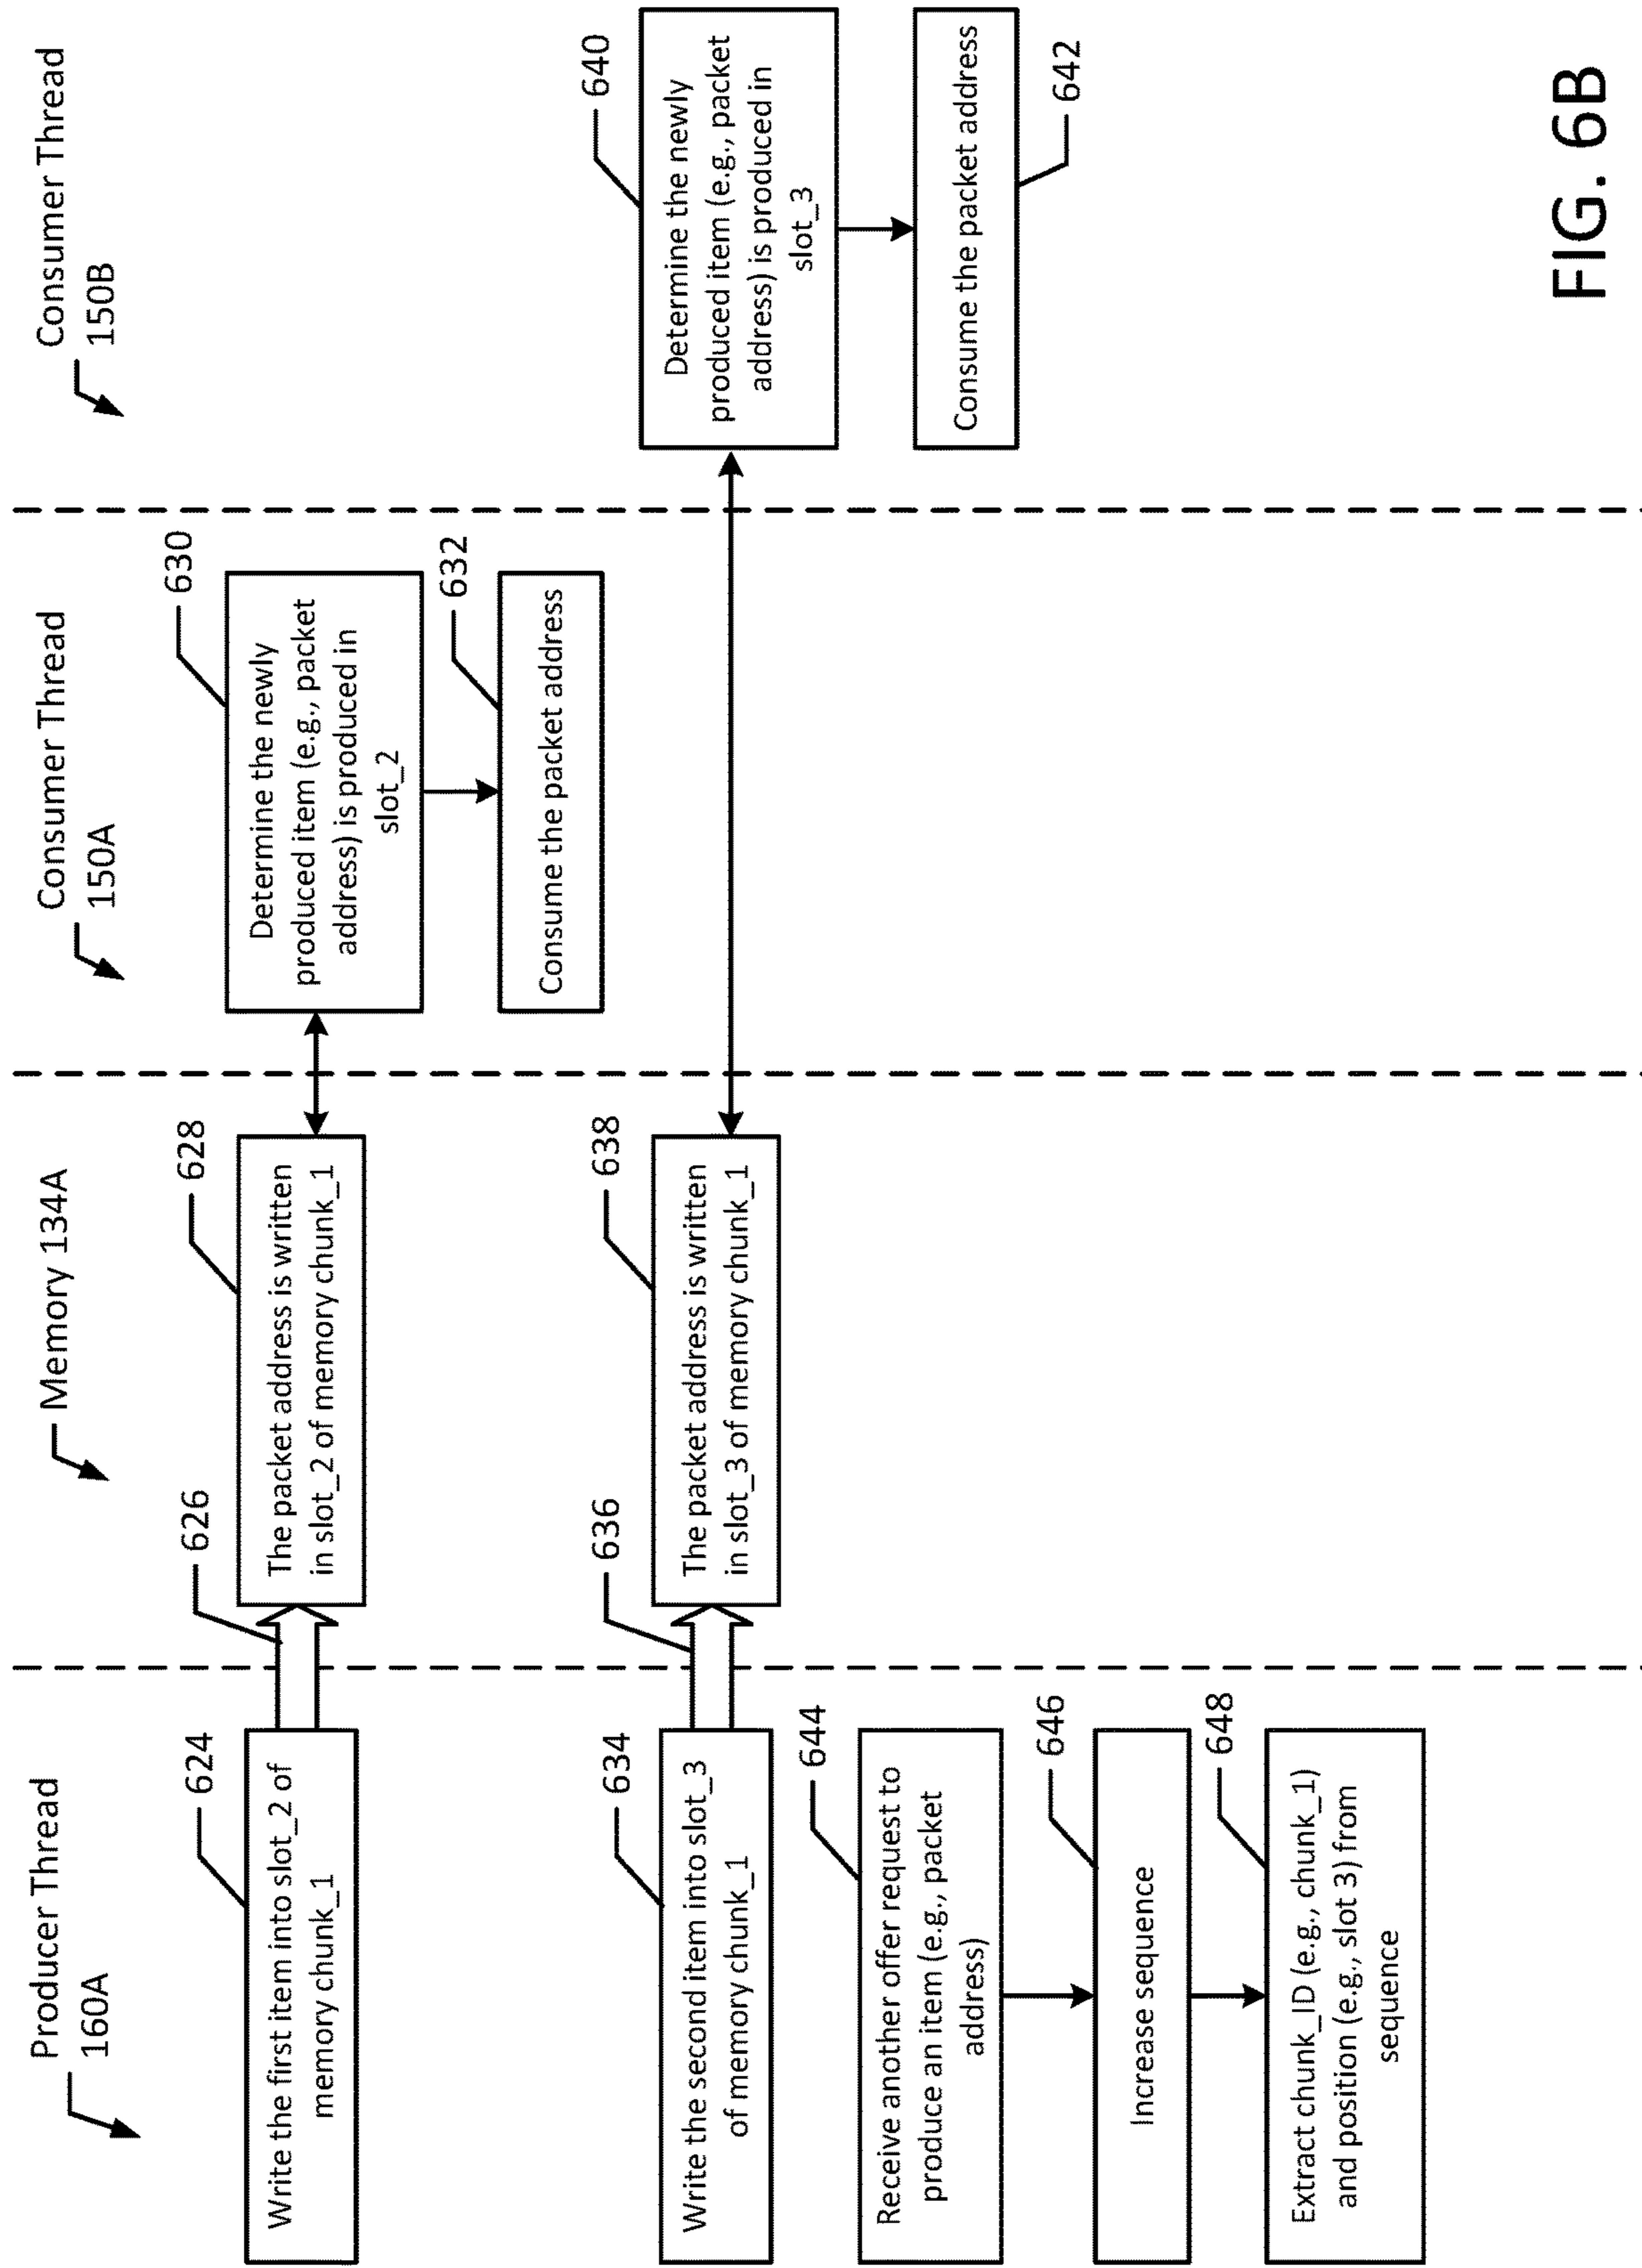 Producer Thread
160A
Memory 134A
Consumer Thread
150A
Consumer Thread
150B
624
Write the first item into slot_2 of
memory chunk_1
626
628
The packet address is written
in slot_2 of memory chunk_1
630
Determine the newly
produced item (e.g., packet
address) is produced in
slot_2
632
Consume the packet address
634
Write the second item into slot_3
of memory chunk_1
636
638
The packet address is written
in slot_3 of memory chunk_1
640
Determine the newly
produced item (e.g., packet
address) is produced in
slot_3
642
Consume the packet address
644
Receive another offer request to
produce an item (e.g., packet
address)
646
Increase sequence
648
Extract chunk_ID (e.g., chunk_1)
and position (e.g., slot 3) from
sequence
FIG. 6B